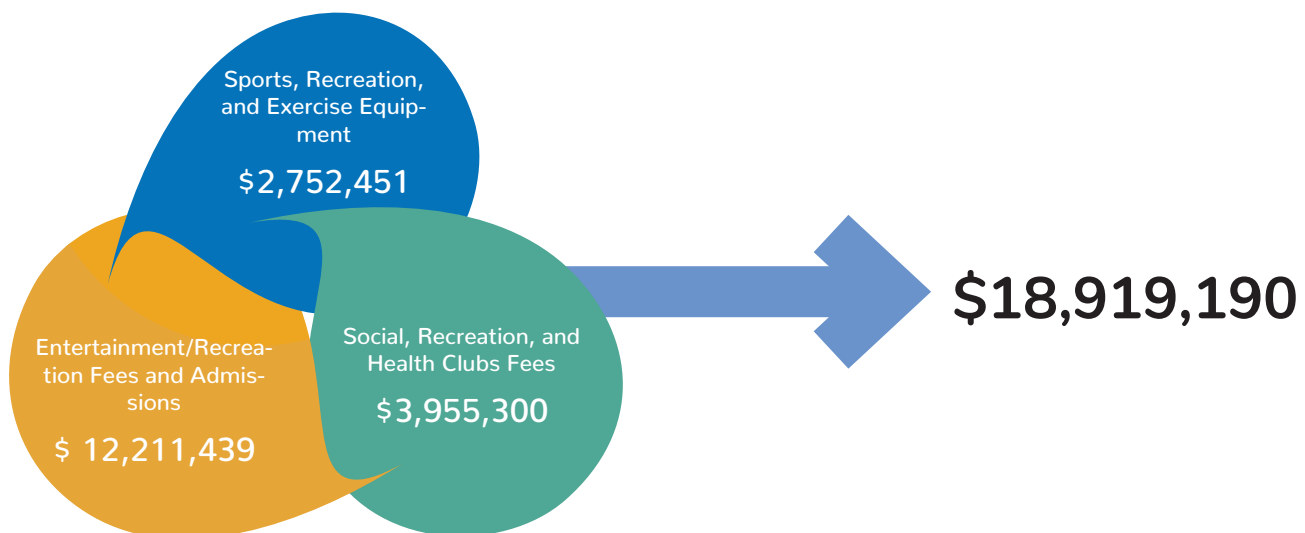 Sports, Recreation,
and Exercise Equip-
ment
$2,752,451
Entertainment/Recrea-
tion Fees and Admis-
sions
$ 12,211,439
Social, Recreation, and
Health Clubs Fees
$3,955,300
$18,919,190